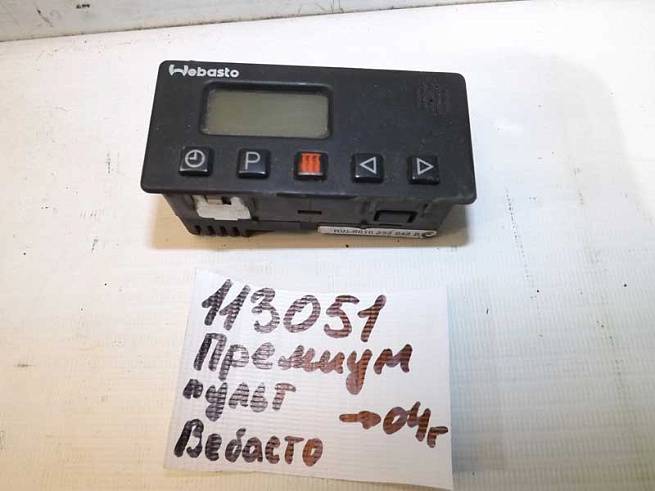 Webasto
P
113051
Премиум
пульт
→04г
Вебасто